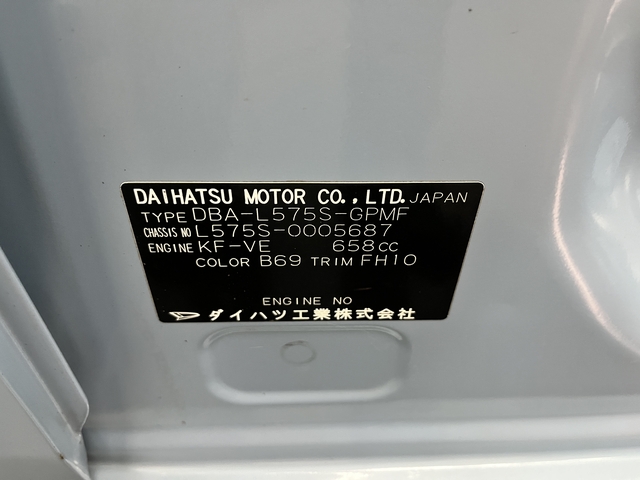 DAIHATSU MOTOR CO., LTD. JAPAN
TYPE DBA-L575S-GPMF
CHASSIS NO L575S-0005687
ENGINE KF-VE 658cc
COLOR B69 TRIM FH10
ENGINE NO
ダイハツ工業株式会社